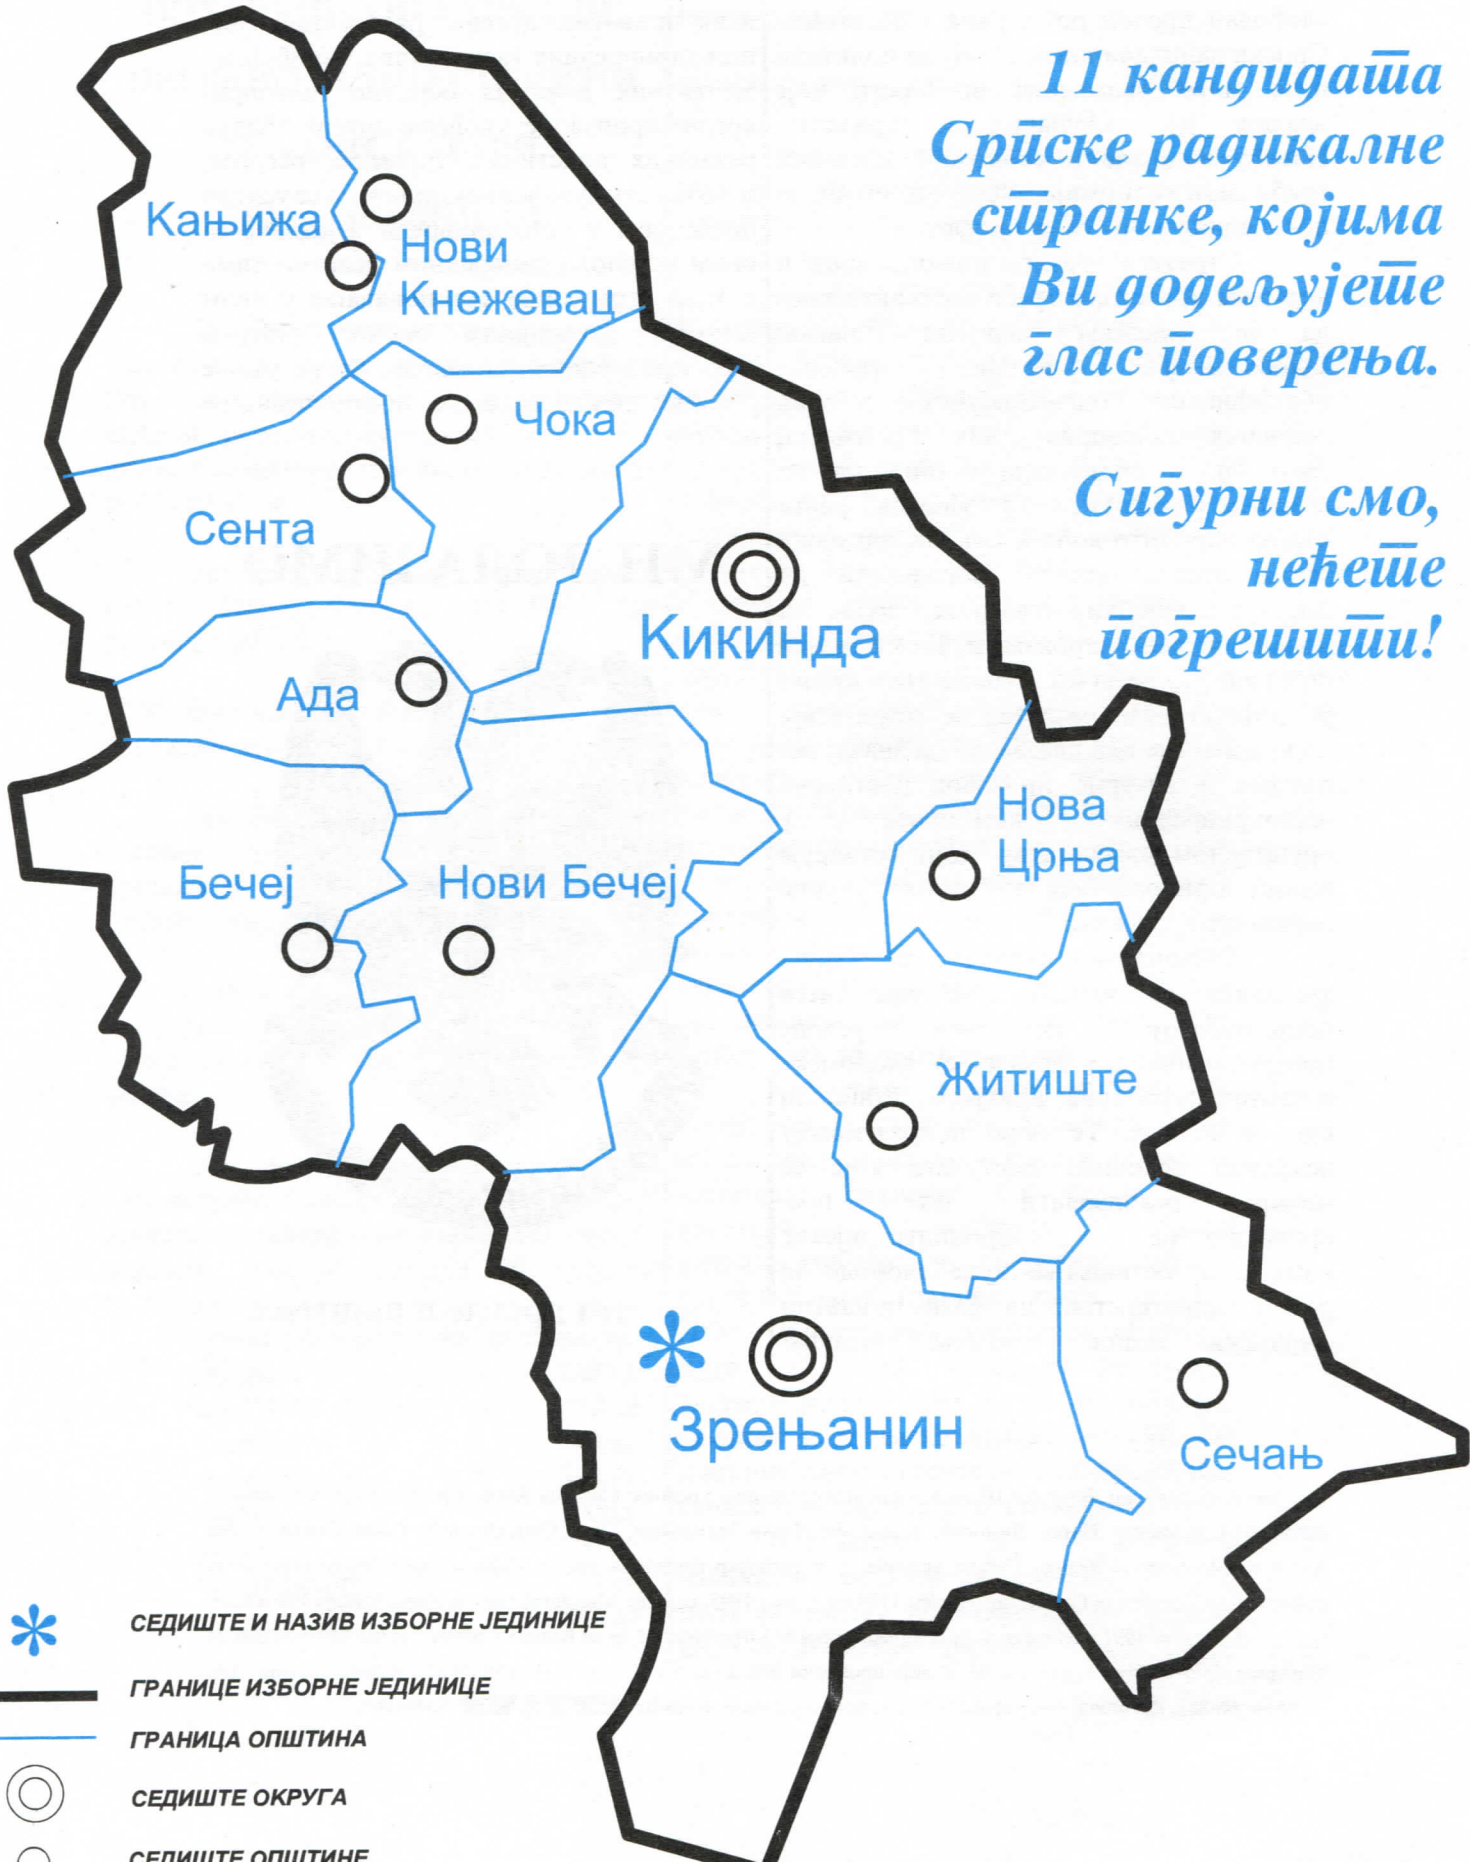 11 кандидата
Српске радикалне
странке, којима
Ви додељујете
глас поверења.
Сигурни смо,
нећете
погрешити!
Кањижа
Нови
Кнежевац
Чока
Сента
Кикинда
Ада
Нова
Црња
Бечеј
Нови Бечеј
Житиште
*
Зрењанин
Сечањ
* СЕДИШТЕ И НАЗИВ ИЗБОРНЕ ЈЕДИНИЦЕ
ГРАНИЦЕ ИЗБОРНЕ ЈЕДИНИЦЕ
ГРАНИЦА ОПШТИНА
СЕДИШТЕ ОКРУГА
СЕДИШТЕ ОПШТИНЕ